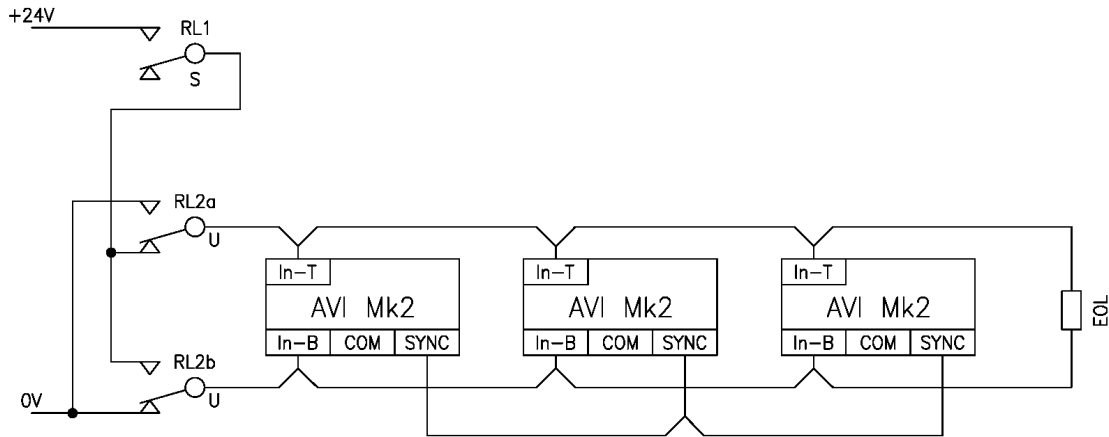 +24V
RL1
S
RL2a
U
In-T
In-T
In-T
AVI Mk2
AVI Mk2
AVI Mk2
EOL
In-B COM SYNC
In-B COM SYNC
In-B COM SYNC
RL2b
U
0V